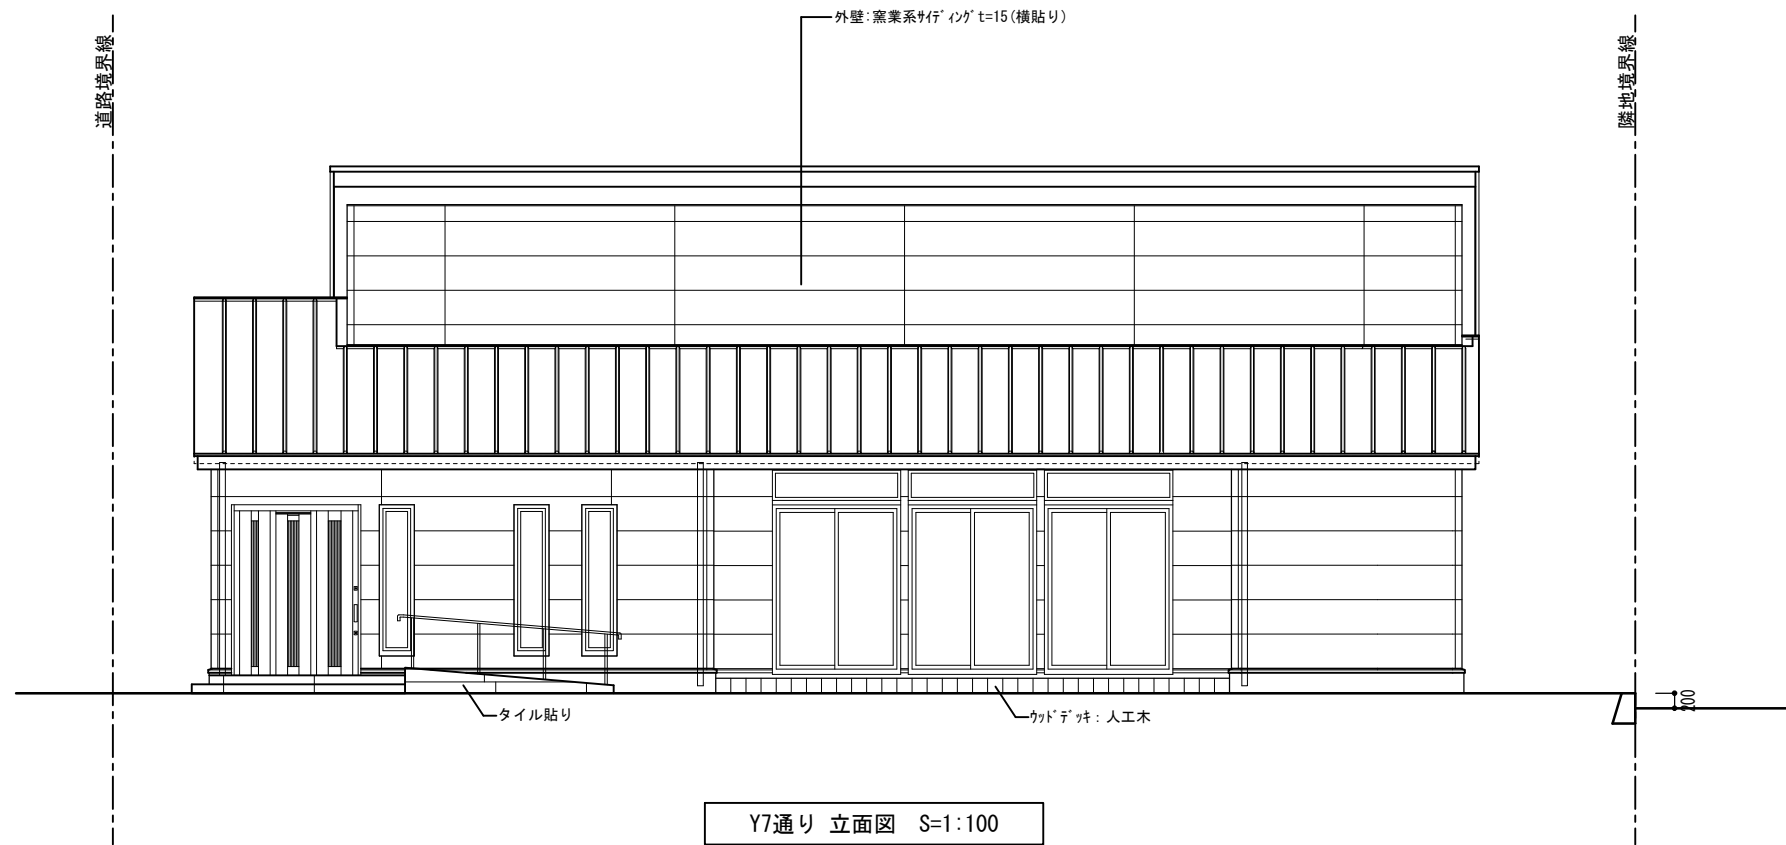 外壁:窯業系ｻｲﾃﾞｨﾝｸﾞt=15(横貼り)
道路境界線
隣地境界線
200
タイル貼り
ｳｯﾄﾞﾃﾞｯｷ：人工木
Y7通り 立面図　S=1:100